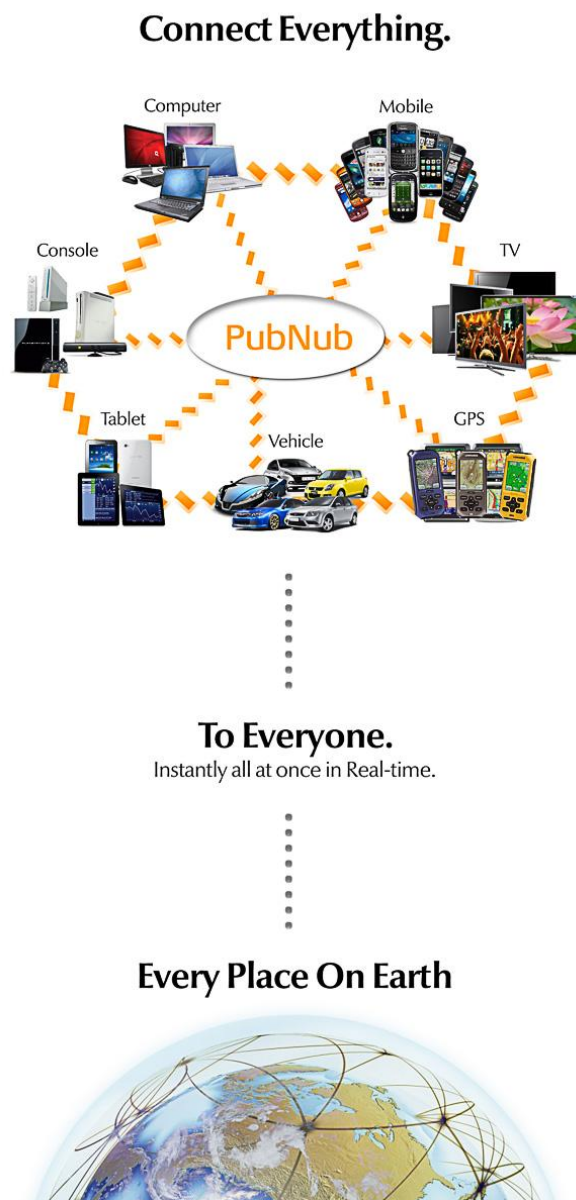 Connect Everything.
Computer
Mobile
Console
TV
PubNub
Tablet
Vehicle
GPS
To Everyone.
Instantly all at once in Real-time.
Every Place On Earth